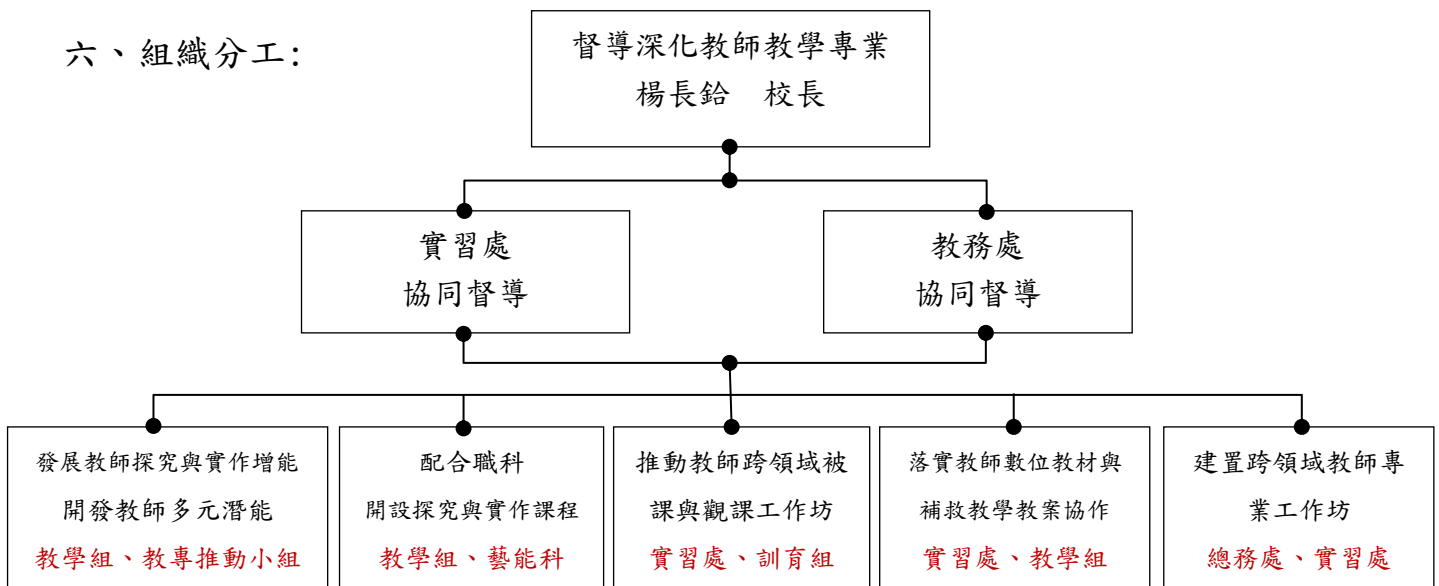 六、組織分工:
督導深化教師教學專業
楊長鉿 校長
實習處
協同督導
教務處
協同督導
發展教師探究與實作增能
開發教師多元潛能
教學組、教專推動小組
配合職科
開設探究與實作課程
教學組、藝能科
推動教師跨領域被
課與觀課工作坊
實習處、訓育組
落實教師數位教材與
補救教學教案協作
實習處、教學組
建置跨領域教師專
業工作坊
總務處、實習處